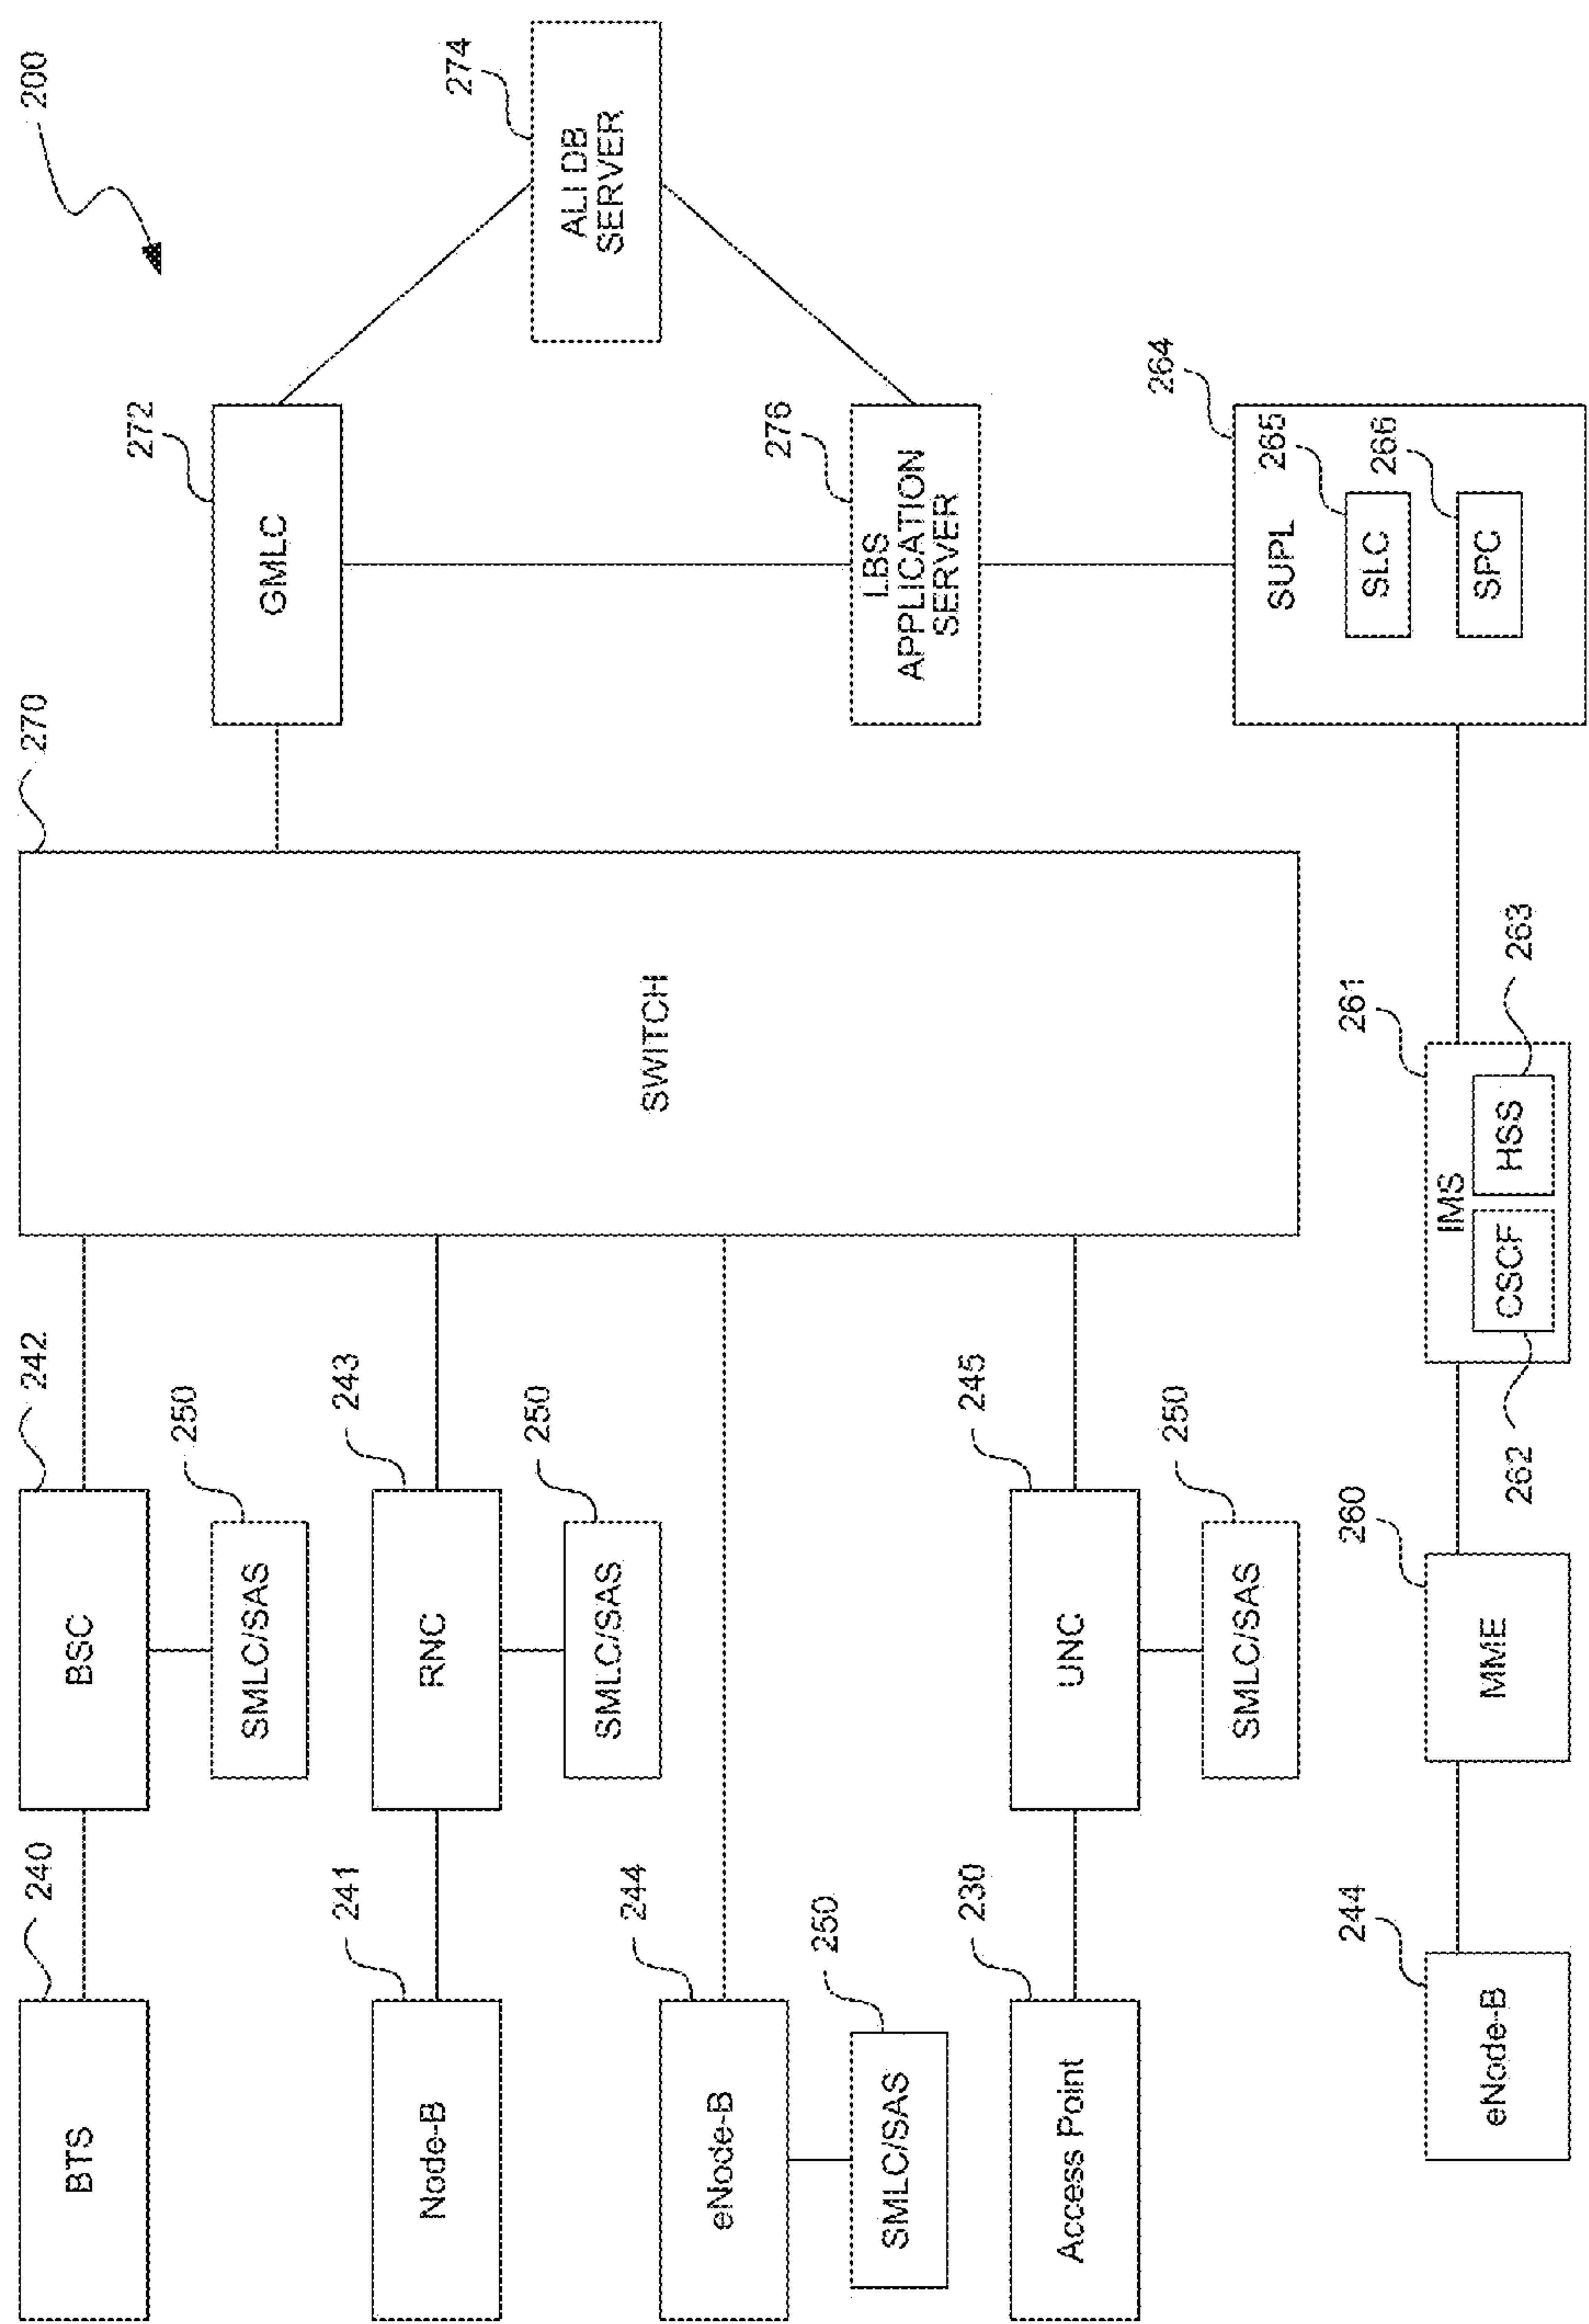 200
BTS
240
BSC
242
SMLC/SAS
250
SWITCH
270
GMLC
272
ALI DB
SERVER
274
Node-B
241
RNC
243
SMLC/SAS
250
eNode-B
244
SMLC/SAS
250
LBS
APPLICATION
SERVER
276
Access Point
230
UNC
245
SMLC/SAS
250
eNode-B
244
MME
260
IMS
261
CSCF
262
HSS
263
SUPL
264
SLC
265
SPC
266